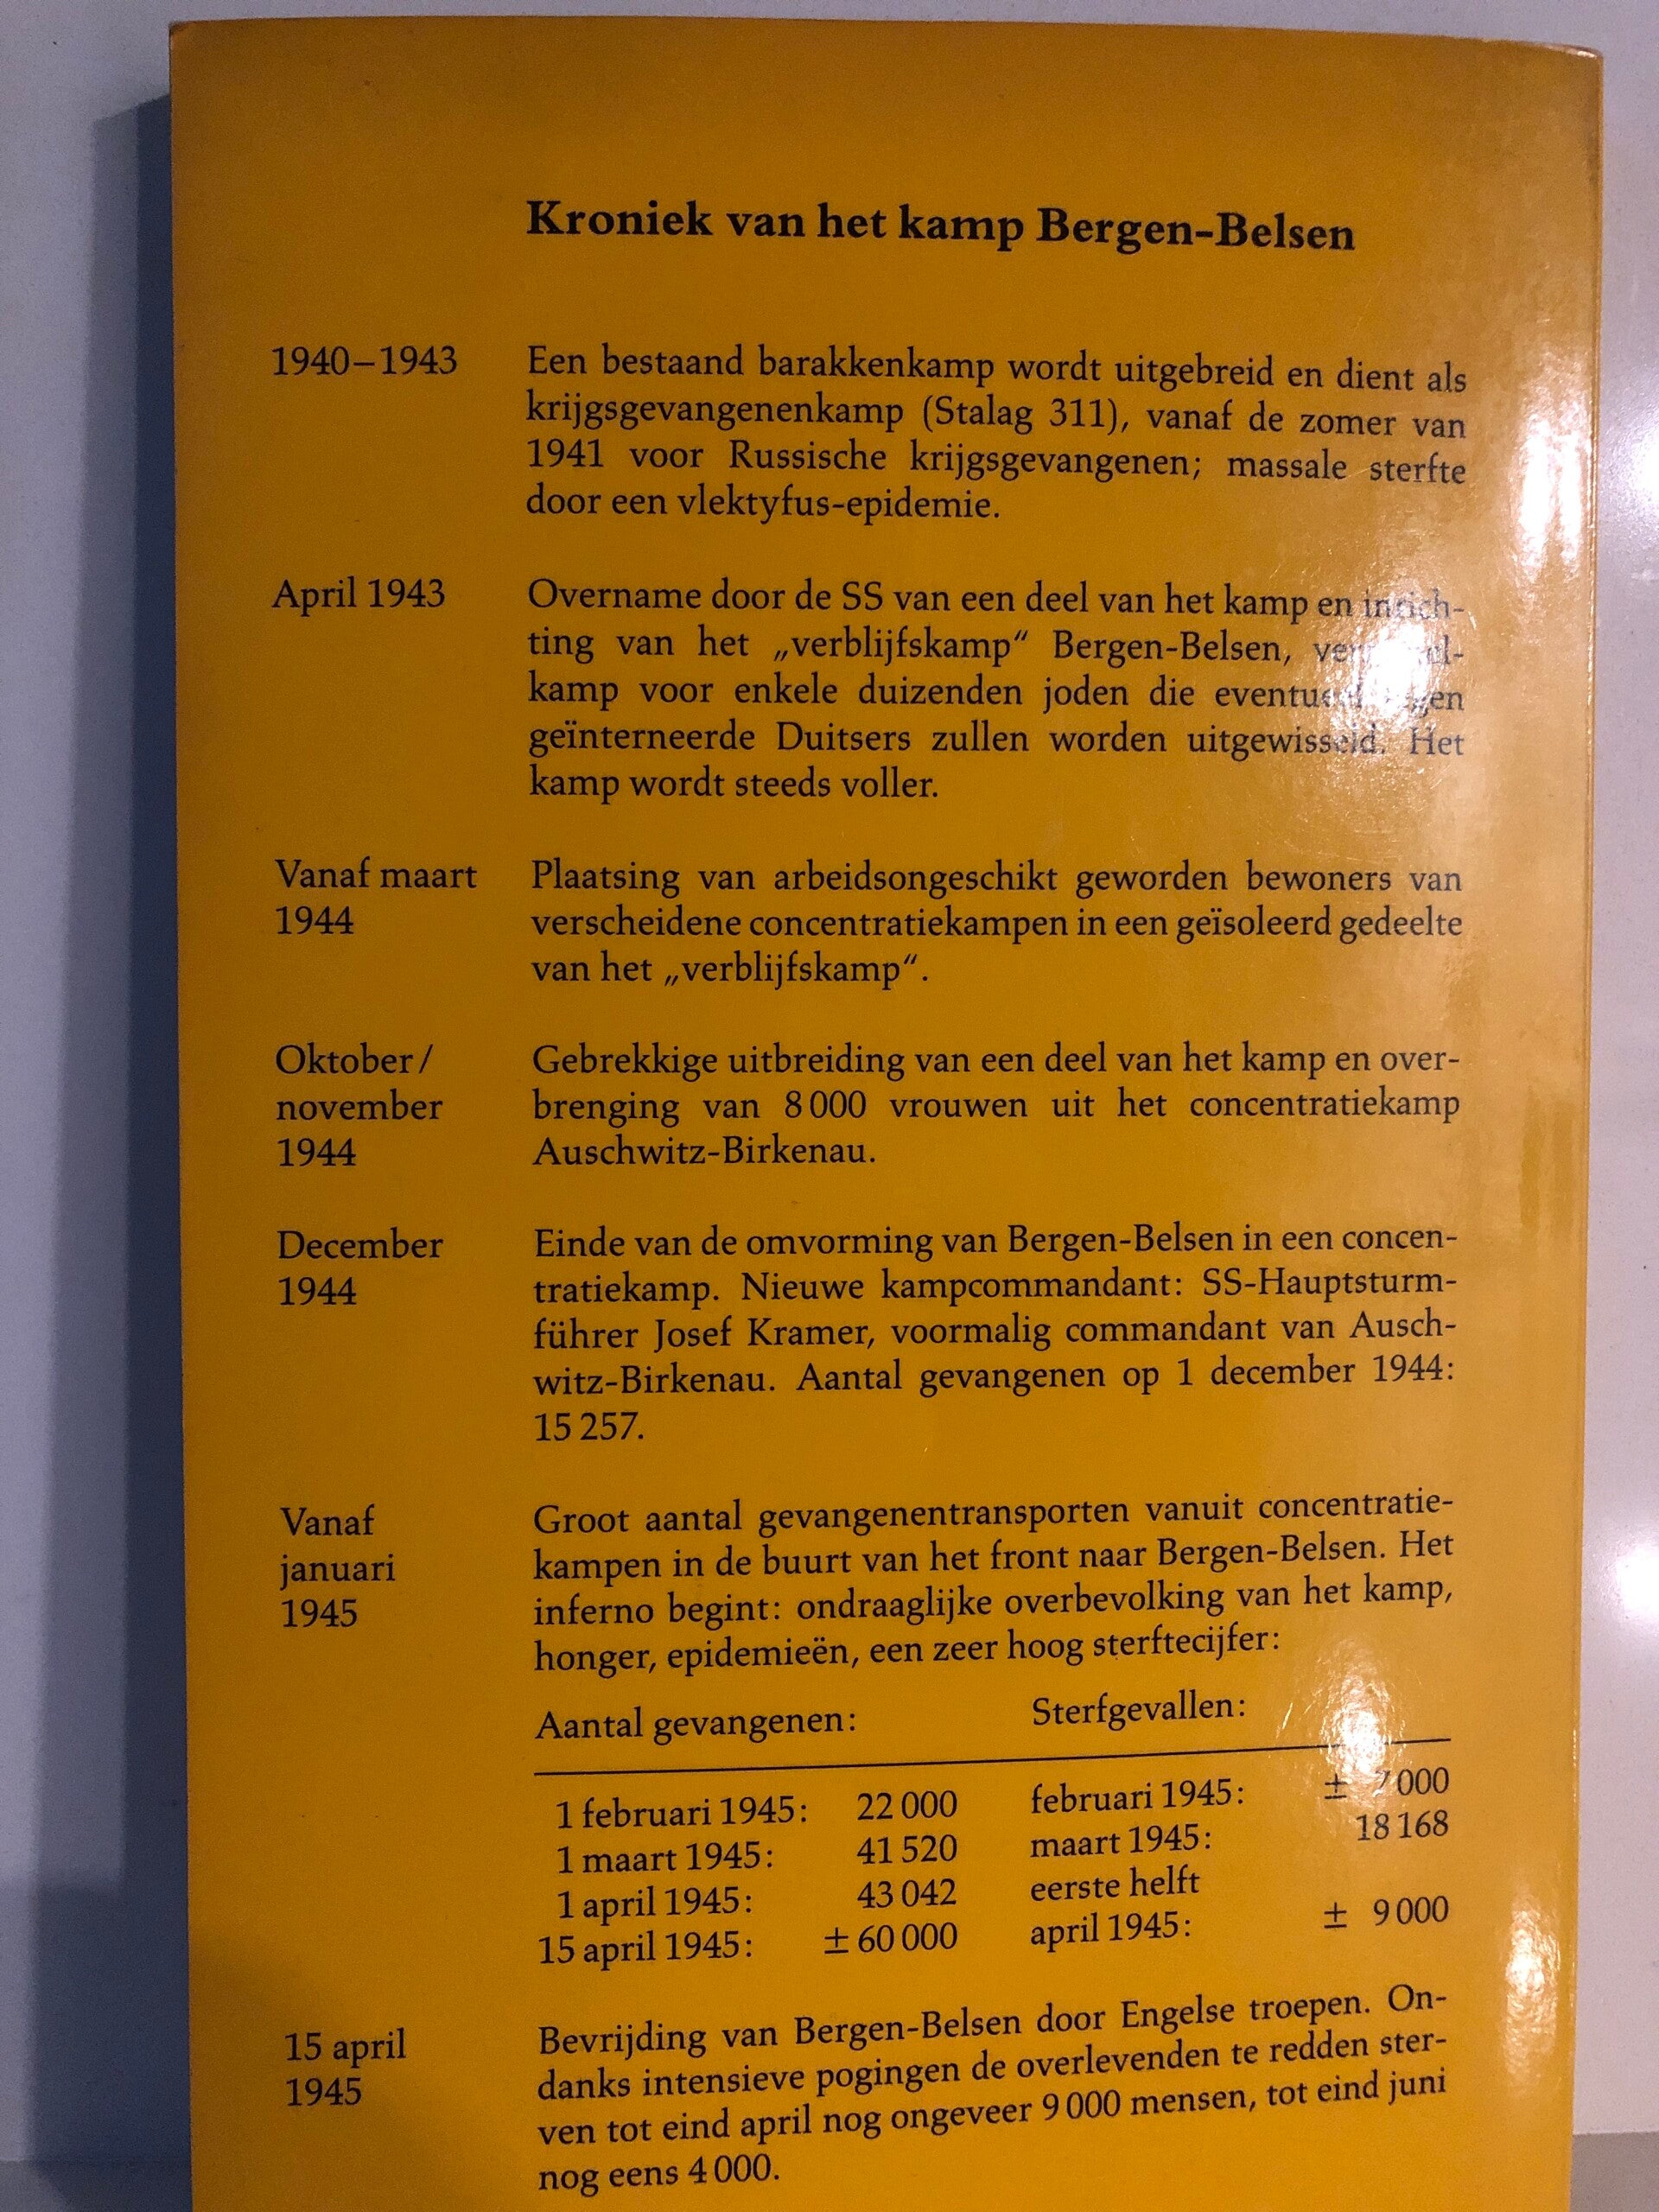 Kroniek van het kamp Bergen-Belsen
1940–1943
Een bestaand barakkenkamp wordt uitgebreid en dient als
krijgsgevangenenkamp (Stalag 311), vanaf de zomer van
1941 voor Russische krijgsgevangenen; massale sterfte
door een vlektyfus-epidemie.
April 1943
Overname door de SS van een deel van het kamp en inrich-
ting van het „verblijfskamp“ Bergen-Belsen,
kamp voor enkele duizenden joden die eventueel tegen
geïnterneerde Duitsers zullen worden uitgewisseld. Het
kamp wordt steeds voller.
Vanaf maart
1944
Plaatsing van arbeidsongeschikt geworden bewoners van
verscheidene concentratiekampen in een geïsoleerd gedeelte
van het „verblijfskamp“.
Oktober/
november
1944
Gebrekkige uitbreiding van een deel van het kamp en over-
brenging van 8 000 vrouwen uit het concentratiekamp
Auschwitz-Birkenau.
December
1944
Einde van de omvorming van Bergen-Belsen in een concen-
tratiekamp. Nieuwe kampcommandant: SS-Hauptsturm-
führer Josef Kramer, voormalig commandant van Ausch-
witz-Birkenau. Aantal gevangenen op 1 december 1944:
15 257.
Vanaf
januari
1945
Groot aantal gevangenentransporten vanuit concentratie-
kampen in de buurt van het front naar Bergen-Belsen. Het
inferno begint: ondraaglijke overbevolking van het kamp,
honger, epidemieën, een zeer hoog sterftecijfer:
Aantal gevangenen: Sterfgevallen:
1 februari 1945: 22 000 februari 1945: ± 7 000
1 maart 1945: 41 520 maart 1945: 18 168
1 april 1945: 43 042 eerste helft
15 april 1945: ± 60 000 april 1945: ± 9 000
15 april
1945
Bevrijding van Bergen-Belsen door Engelse troepen. On-
danks intensieve pogingen de overlevenden te redden ster-
ven tot eind april nog ongeveer 9 000 mensen, tot eind juni
nog eens 4 000.